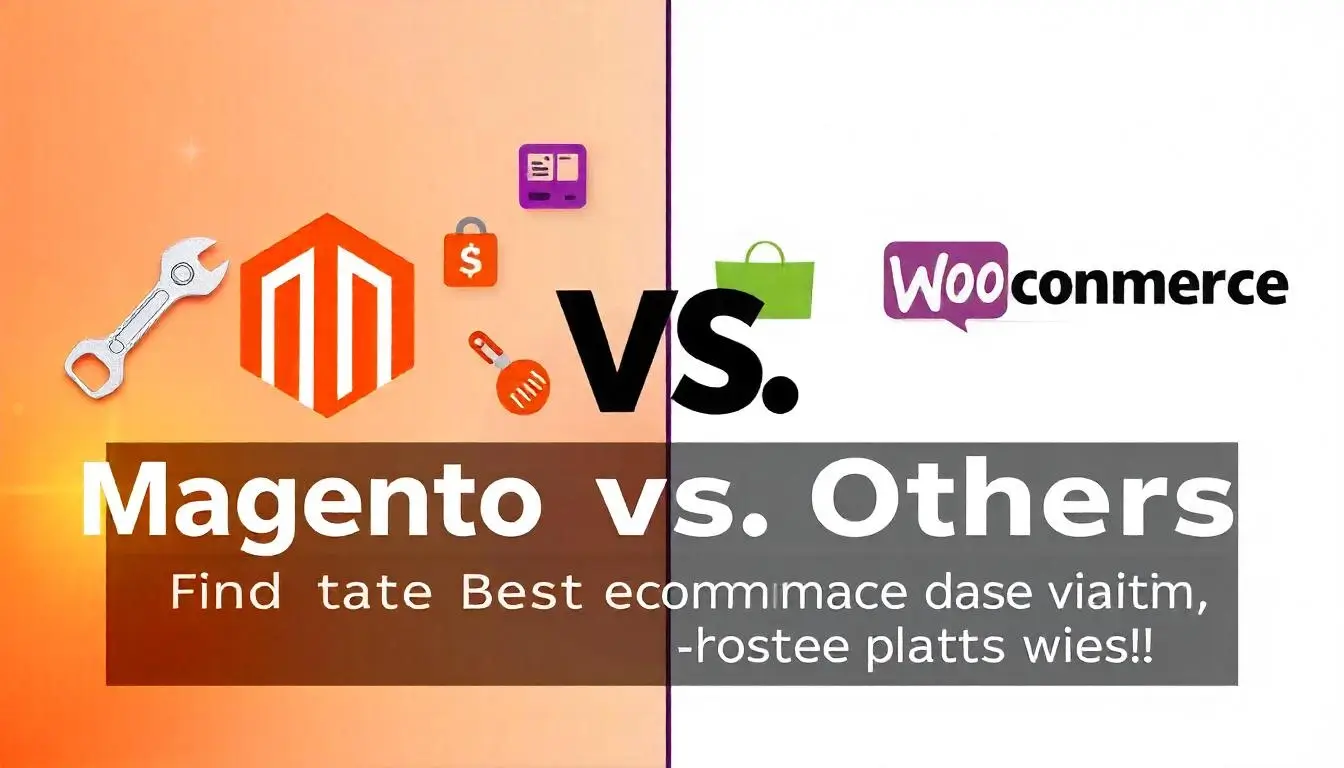 $
VS.
Wooconmerce
Magento vs. Others
Find tate Best ecommmace dase viaitm,
-rostee platts wies!!